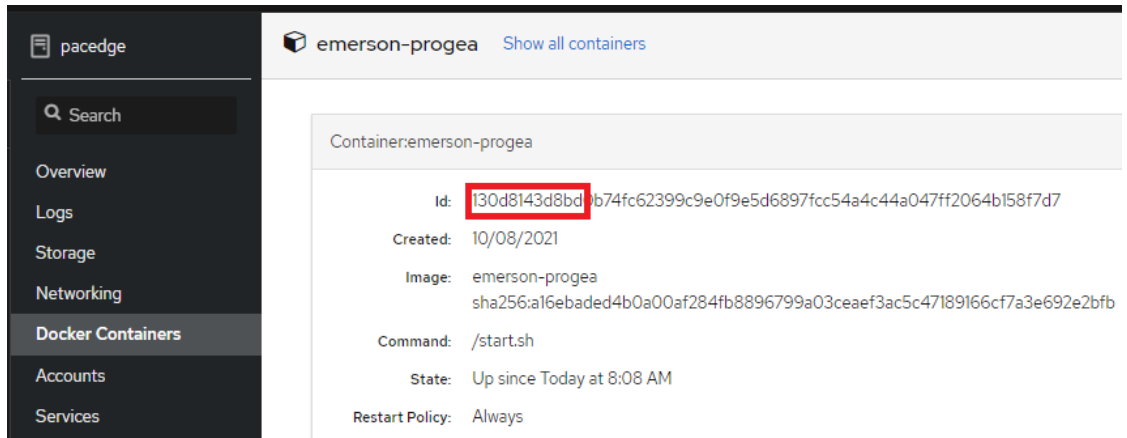 pacedge
Search
Overview
Logs
Storage
Networking
Docker Containers
Accounts
Services
emerson-progea Show all containers
Container:emerson-progea
Id: 130d8143d8bd0b74fc62399c9e0f9e5d6897fcc54a4c44a047ff2064b158f7d7
Created: 10/08/2021
Image: emerson-progea
sha256:a16ebaded4b0a00af284fb8896799a03ceaef3ac5c47189166cf7a3e692e2bfb
Command: /start.sh
State: Up since Today at 8:08 AM
Restart Policy: Always